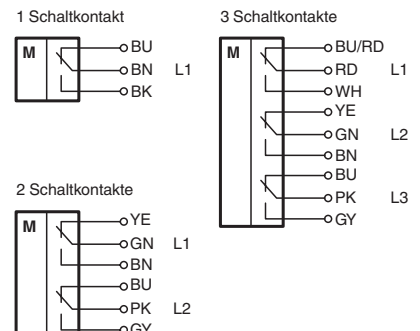 1 Schaltkontakt
M
BU
BN L1
BK
2 Schaltkontakte
M
YE
GN L1
BN
BU
PK L2
GY
3 Schaltkontakte
M
BU/RD
RD L1
WH
YE
GN L2
BN
BU
PK L3
GY